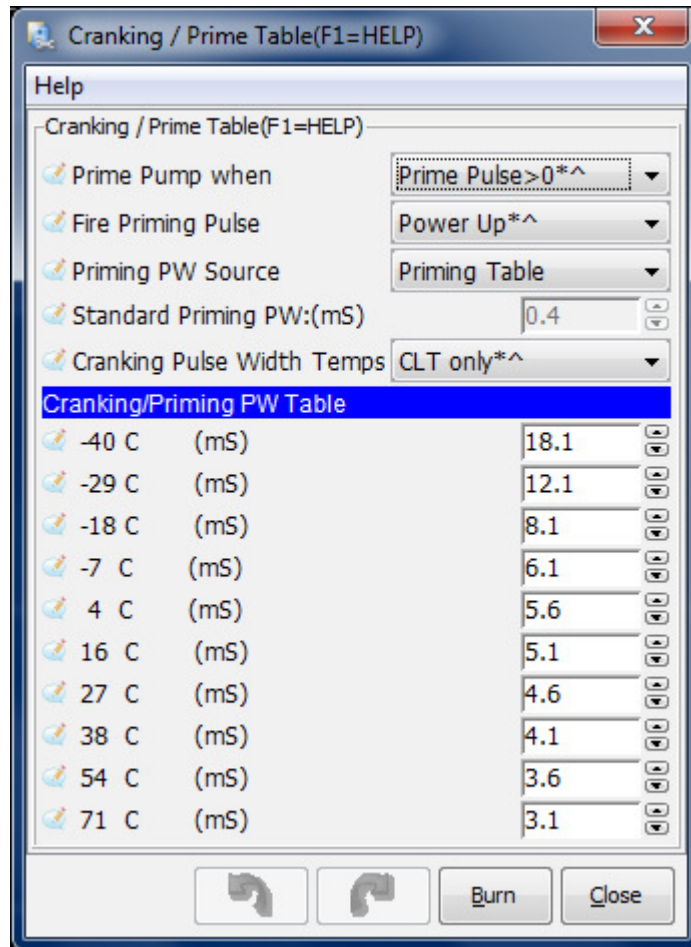 Cranking / Prime Table(F1=HELP)
Help
Cranking / Prime Table(F1=HELP)
Prime Pump when Prime Pulse>0*^
Fire Priming Pulse Power Up*^
Priming PW Source Priming Table
Standard Priming PW:(mS) 0.4
Cranking Pulse Width Temps CLT only*^
Cranking/Priming PW Table
-40 C (mS) 18.1
-29 C (mS) 12.1
-18 C (mS) 8.1
-7 C (mS) 6.1
4 C (mS) 5.6
16 C (mS) 5.1
27 C (mS) 4.6
38 C (mS) 4.1
54 C (mS) 3.6
71 C (mS) 3.1
Burn Close